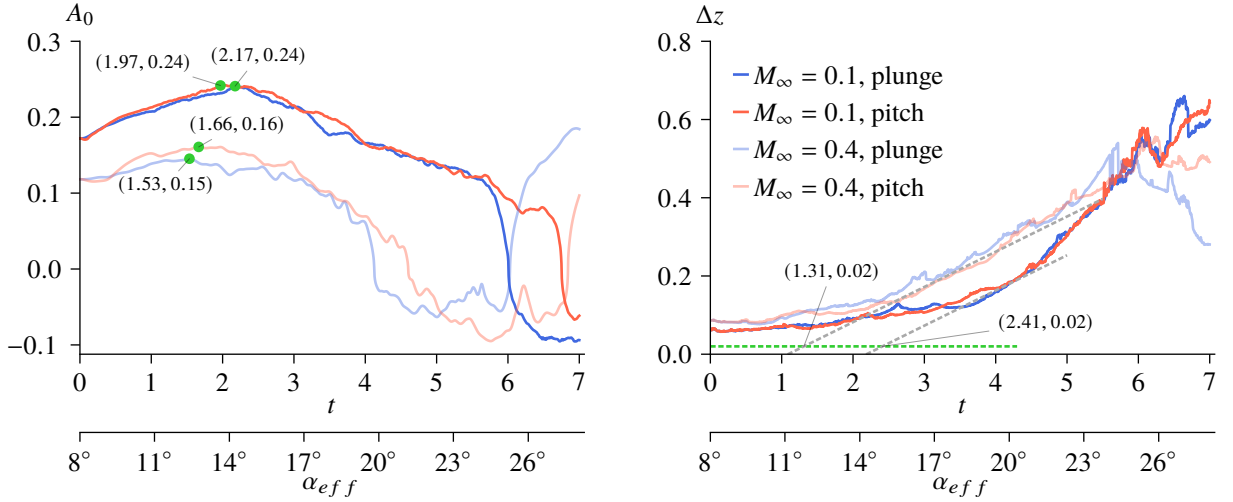 A₀
0.3
0.2
0.1
0.0
−0.1
(1.97, 0.24)
(2.17, 0.24)
(1.66, 0.16)
(1.53, 0.15)
0 1 2 3 4 5 6 7
t
8° 11° 14° 17° 20° 23° 26°
α_{eff}
Δz
0.8
0.6
0.4
0.2
0.0
M∞ = 0.1, plunge
M∞ = 0.1, pitch
M∞ = 0.4, plunge
M∞ = 0.4, pitch
(1.31, 0.02)
(2.41, 0.02)
0 1 2 3 4 5 6 7
t
8° 11° 14° 17° 20° 23° 26°
α_{eff}